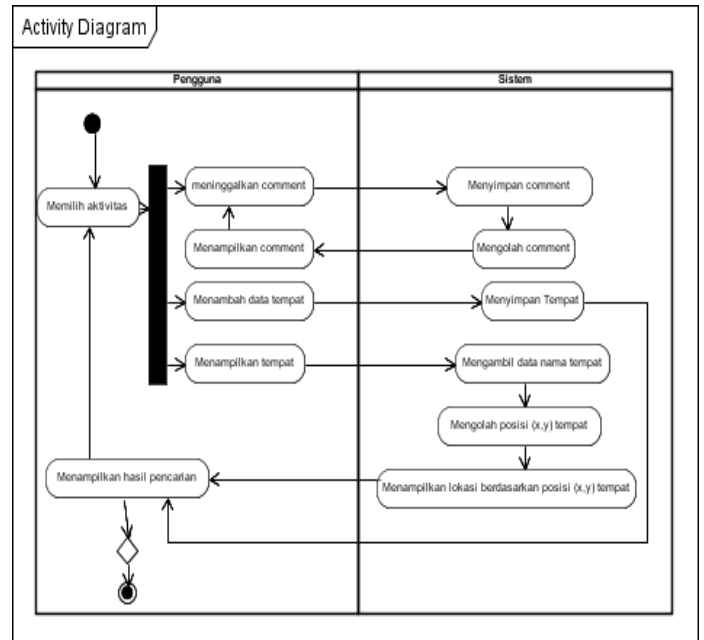 Activity Diagram
Pengguna
Sistem
meninggalkan comment
Menyimpan comment
Memilih aktivitas
Menampilkan comment
Mengolah comment
Menambah data tempat
Menyimpan Tempat
Menampilkan tempat
Mengambil data nama tempat
Mengolah posisi (x,y) tempat
Menampilkan hasil pencarian
Menampilkan lokasi berdasarkan posisi (x,y) tempat